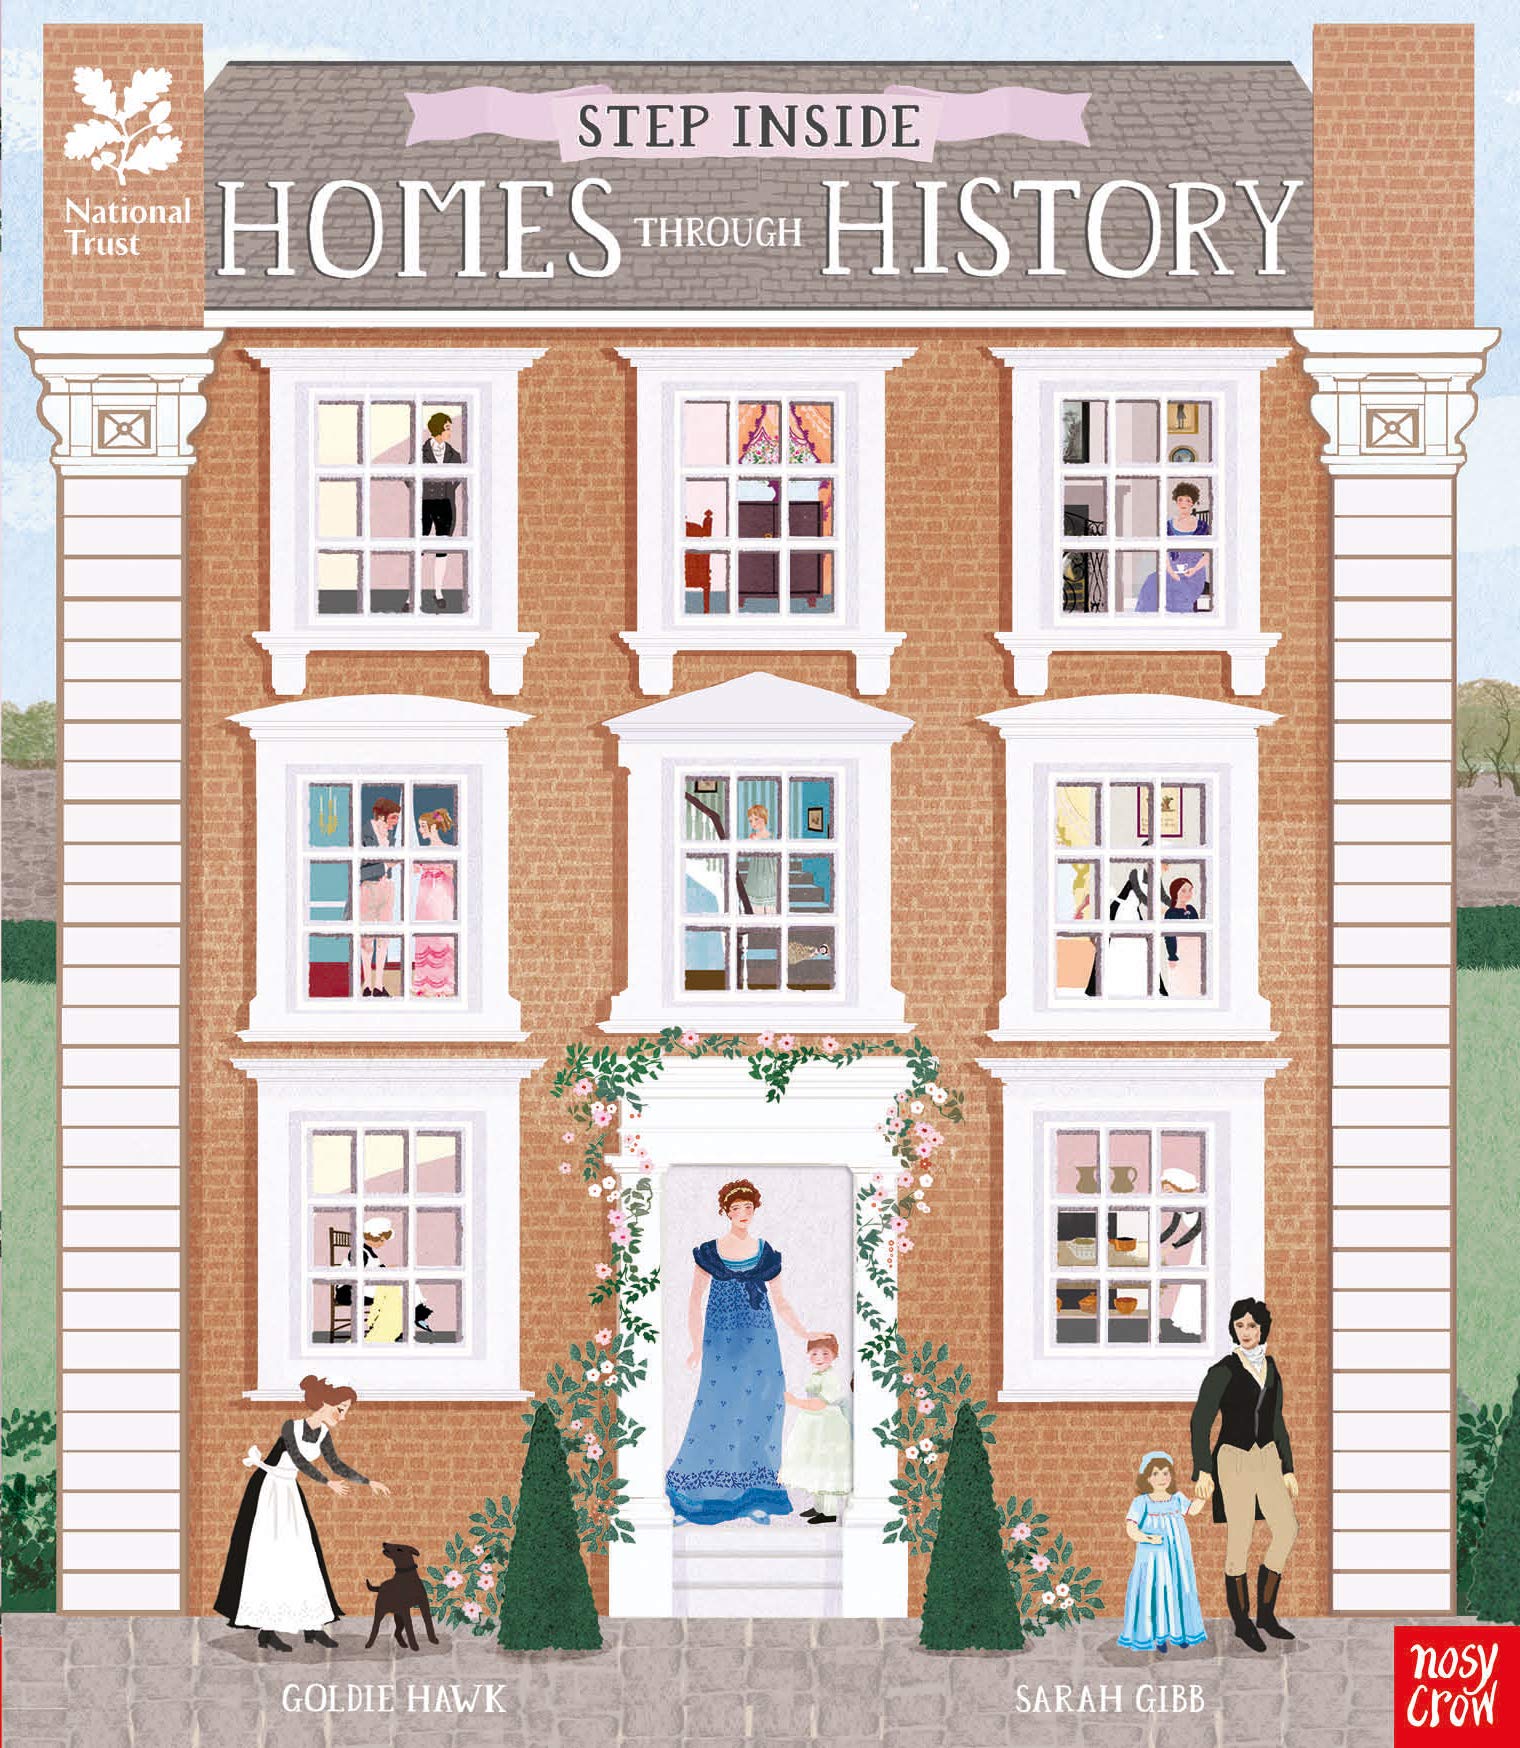 STEP INSIDE
National
Trust
HOMES THROUGH HISTORY
GOLDIE HAWK
SARAH GIBB
nosy
crow